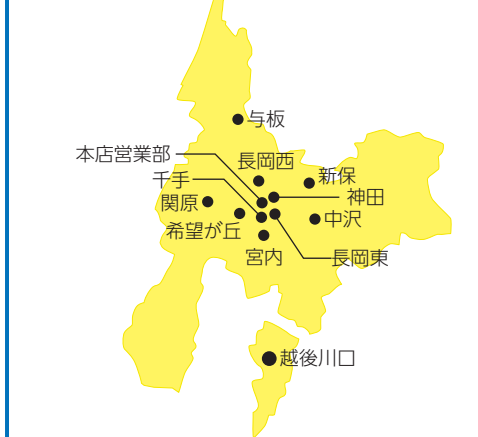 与板
本店営業部
長岡西
千手
新保
神田
関原
中沢
希望が丘
宮内
長岡東
越後川口